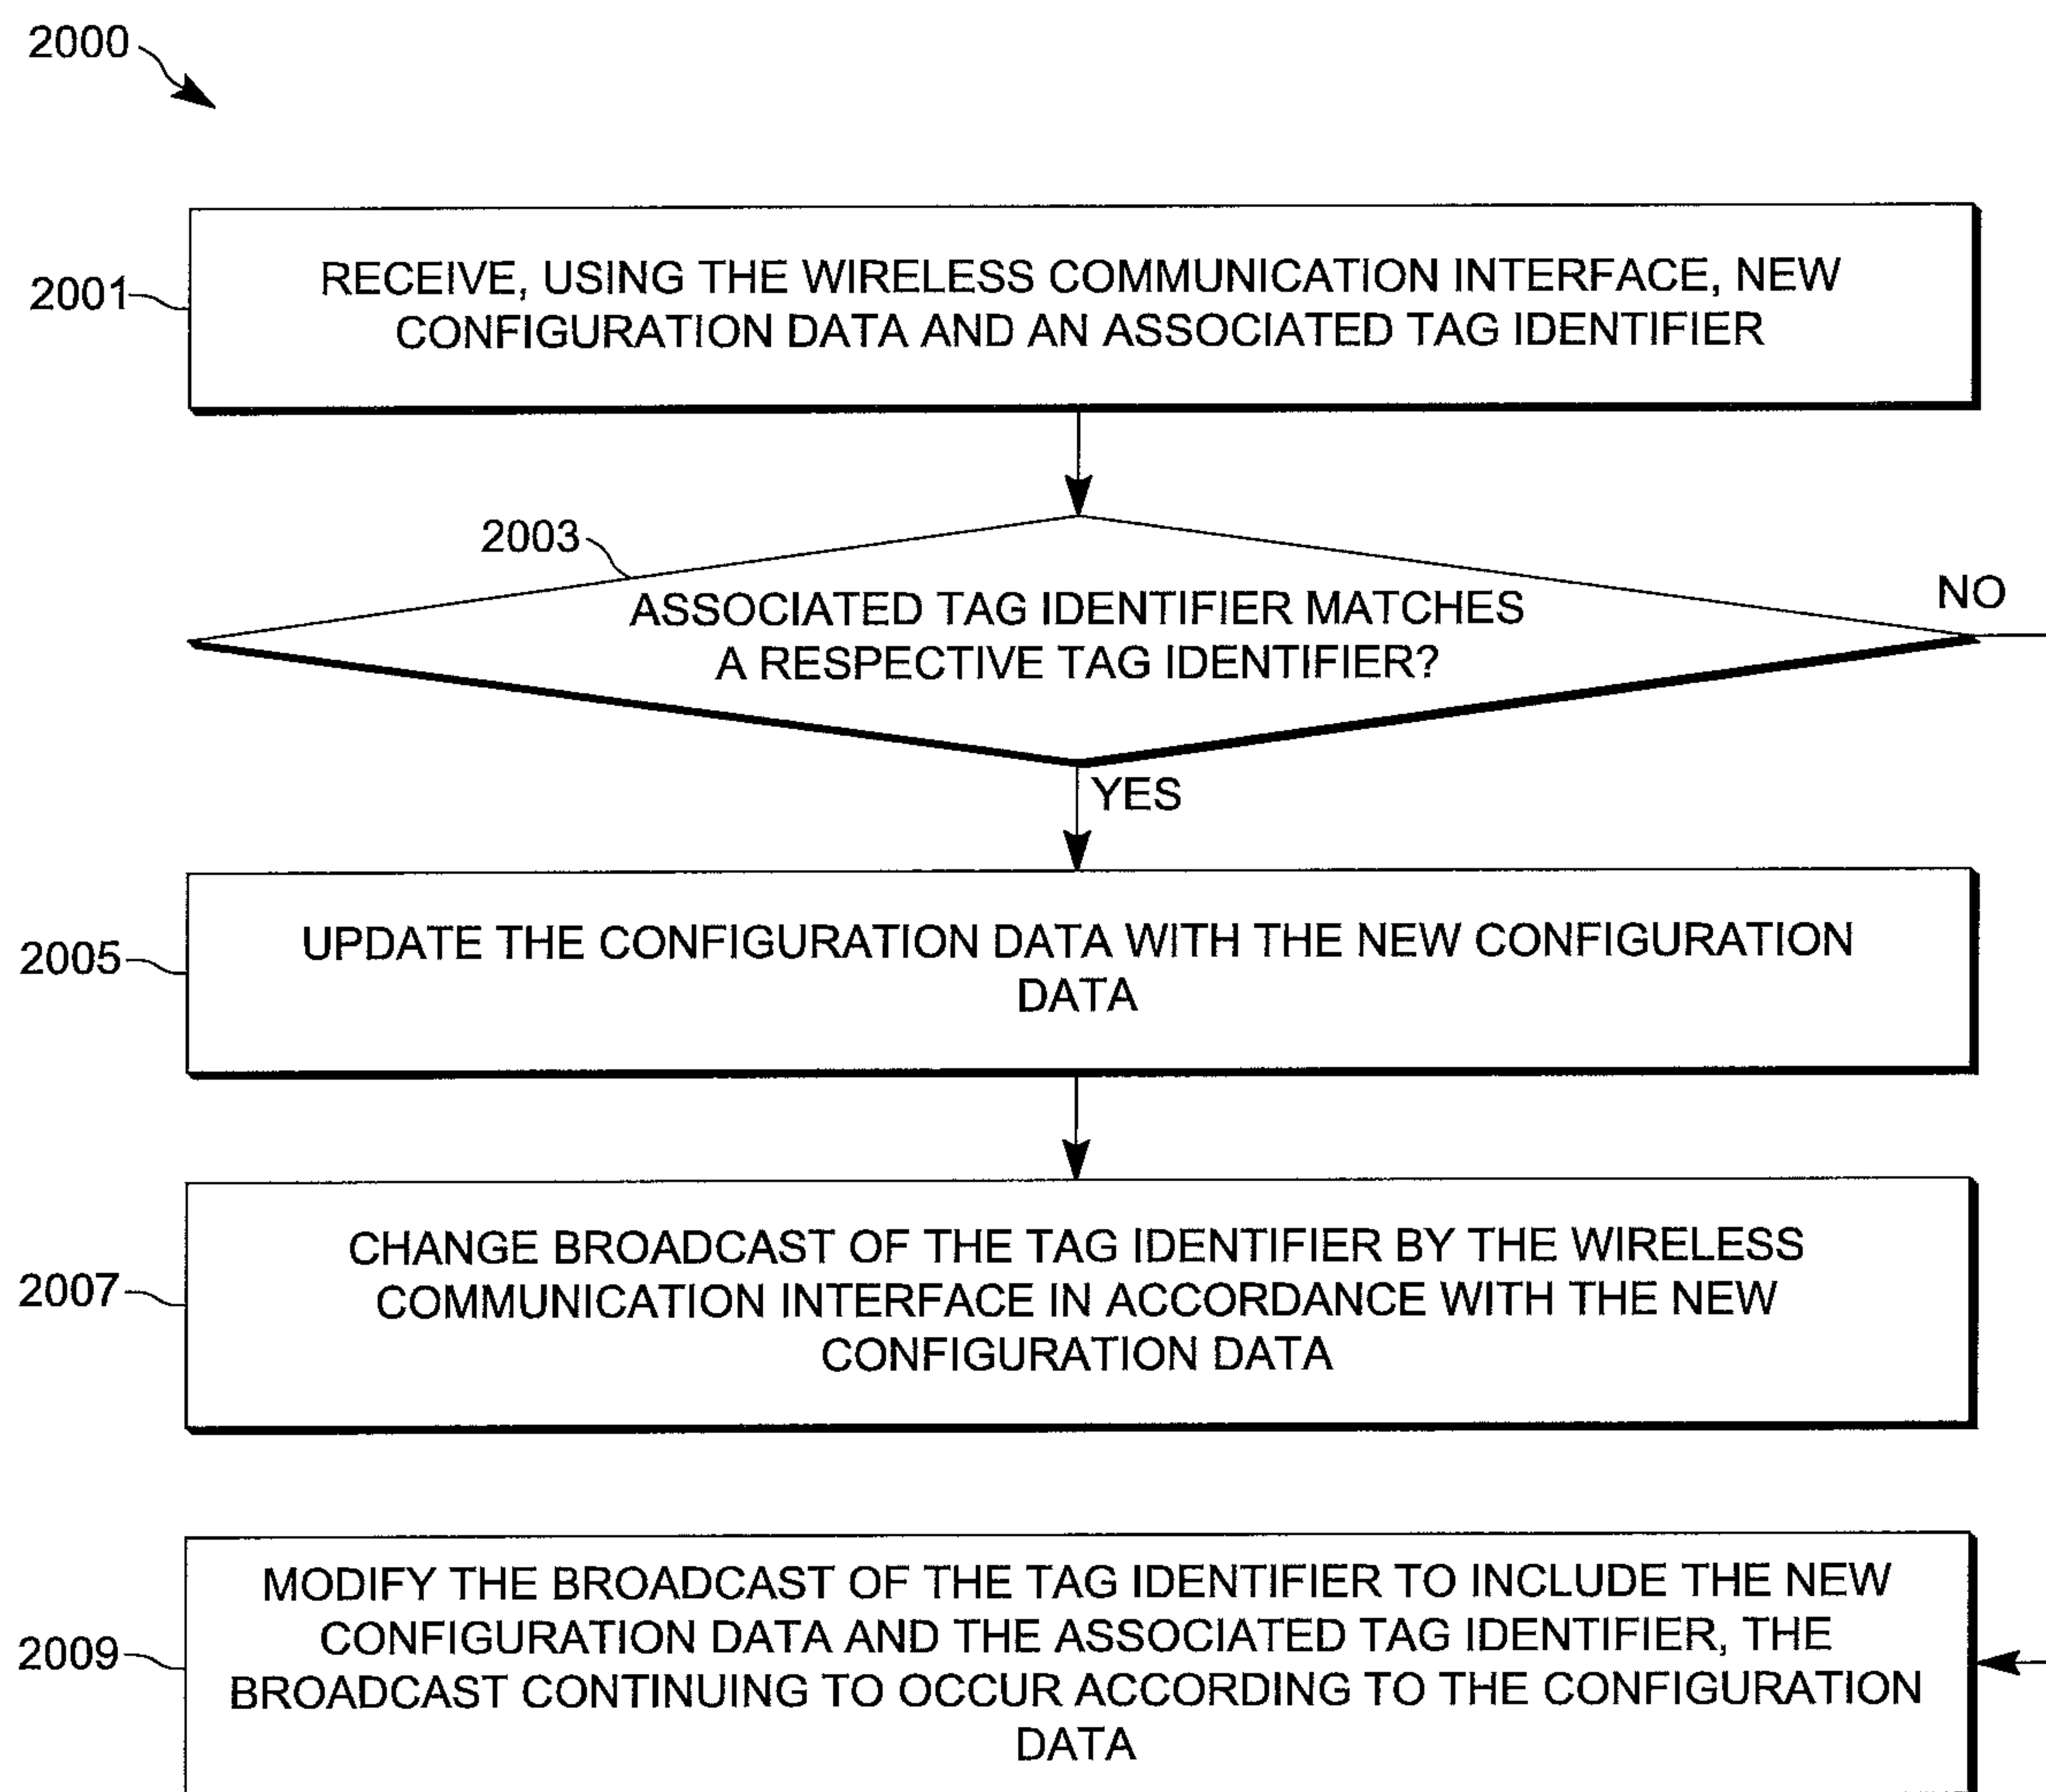 2000
2001
RECEIVE, USING THE WIRELESS COMMUNICATION INTERFACE, NEW
CONFIGURATION DATA AND AN ASSOCIATED TAG IDENTIFIER
2003
ASSOCIATED TAG IDENTIFIER MATCHES
A RESPECTIVE TAG IDENTIFIER?
NO
YES
2005
UPDATE THE CONFIGURATION DATA WITH THE NEW CONFIGURATION
DATA
2007
CHANGE BROADCAST OF THE TAG IDENTIFIER BY THE WIRELESS
COMMUNICATION INTERFACE IN ACCORDANCE WITH THE NEW
CONFIGURATION DATA
2009
MODIFY THE BROADCAST OF THE TAG IDENTIFIER TO INCLUDE THE NEW
CONFIGURATION DATA AND THE ASSOCIATED TAG IDENTIFIER, THE
BROADCAST CONTINUING TO OCCUR ACCORDING TO THE CONFIGURATION
DATA